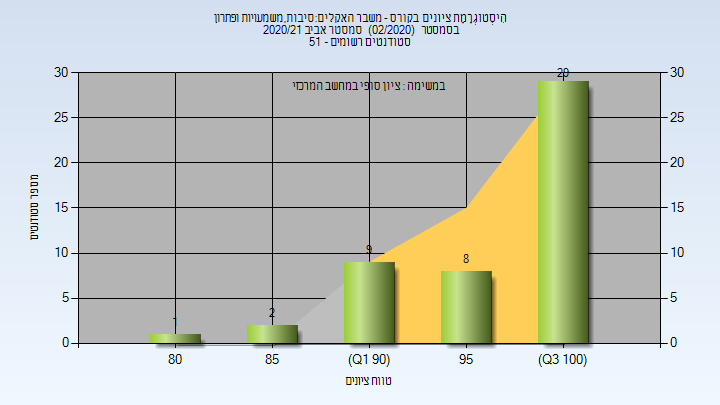 היסטוגרמת ציונים בקורס - משבר האקלים:סיבות,משמעויות ופתרון
בסמסטר (02/2020) סמסטר אביב 2020/21
סטודנטים רשומים - 51
במשימה : ציון סופי במחשב המרכזי
30 30
25 25
20 20
15 15
10 10
5 5
0 0
1
2
9
8
29
מספר סטודנטים
80 85 (Q1 90) 95 (Q3 100)
טווח ציונים